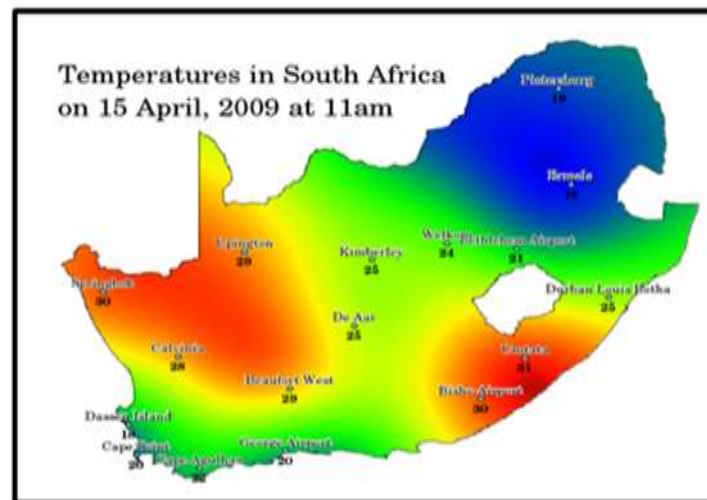 Temperatures in South Africa
on 15 April, 2009 at 11am
Pietersburg
Ermelo
Upington
29
Kimberley
25
Welkom
24
Bethlehem Airport
21
Springbok
30
Durban Louis Botha
25
De Aar
25
Calvinia
28
Umtata
31
Beaufort West
29
Bisho Airport
30
Dassen Island
Cape Point
20
George Airport
20
Cape Agulhas